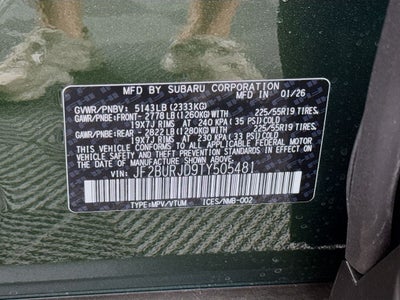 MFD BY SUBARU CORPORATION IN 01/26
GVWR/PNBV: 5143LB (2333KG)
GAWR/PNBE:FRONT- 2778LB (1260KG)WITH 225/55R19 TIRES,
19X7J RIMS, AT 240 KPA (35 PSI)COLD
GAWR/PNBE:REAR - 2822LB (1280KG)WITH 225/55R19 TIRES,
19X7J RIMS, AT 230 KPA (33 PSI)COLD
THIS VEHICLE CONFORMS TO ALL APPLICABLE FEDERAL MOTOR
VEHICLE SAFETY, BUMPER, AND THEFT PREVENTION STANDARDS
IN EFFECT ON THE DATE OF MANUFACTURE SHOWN ABOVE.
VIN: JF2BURJD9TY505481
TYPE:MPV/VTUM ICES/NMB-002